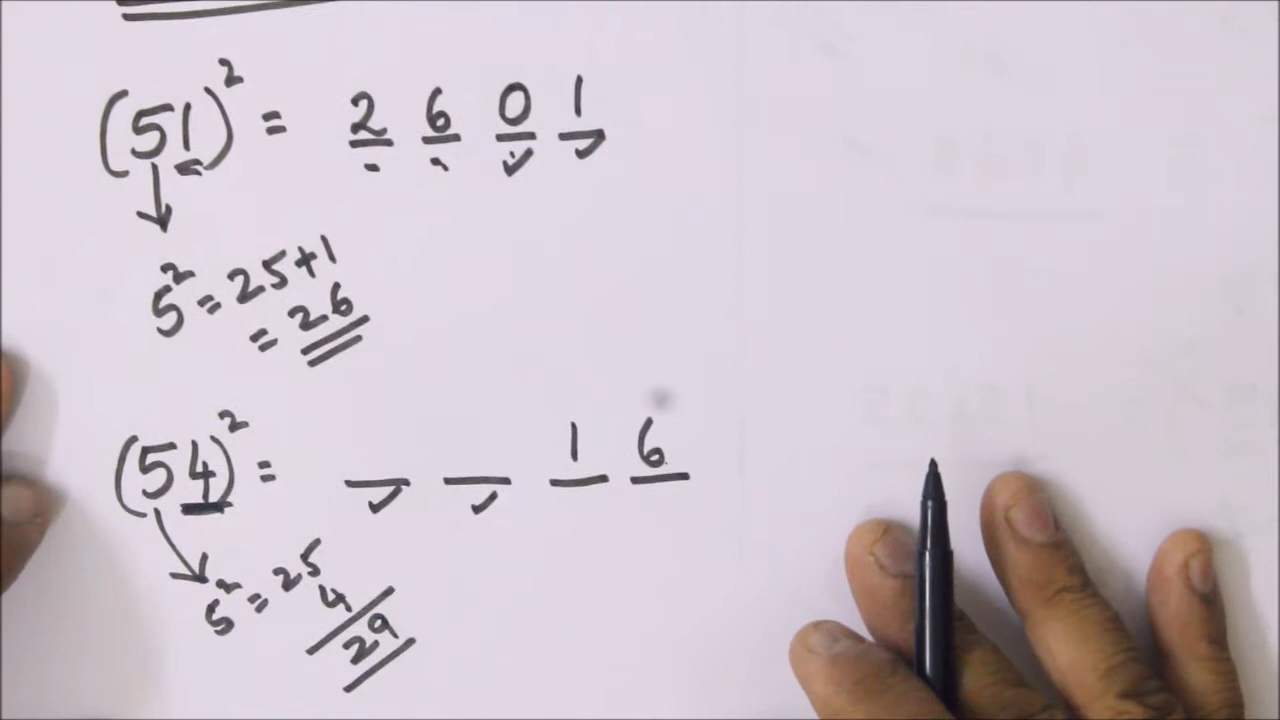 (51)² = 2 6 0 1
5² = 25+1
= 26
(54)² = _ _ 1 6
5² = 25
4
29